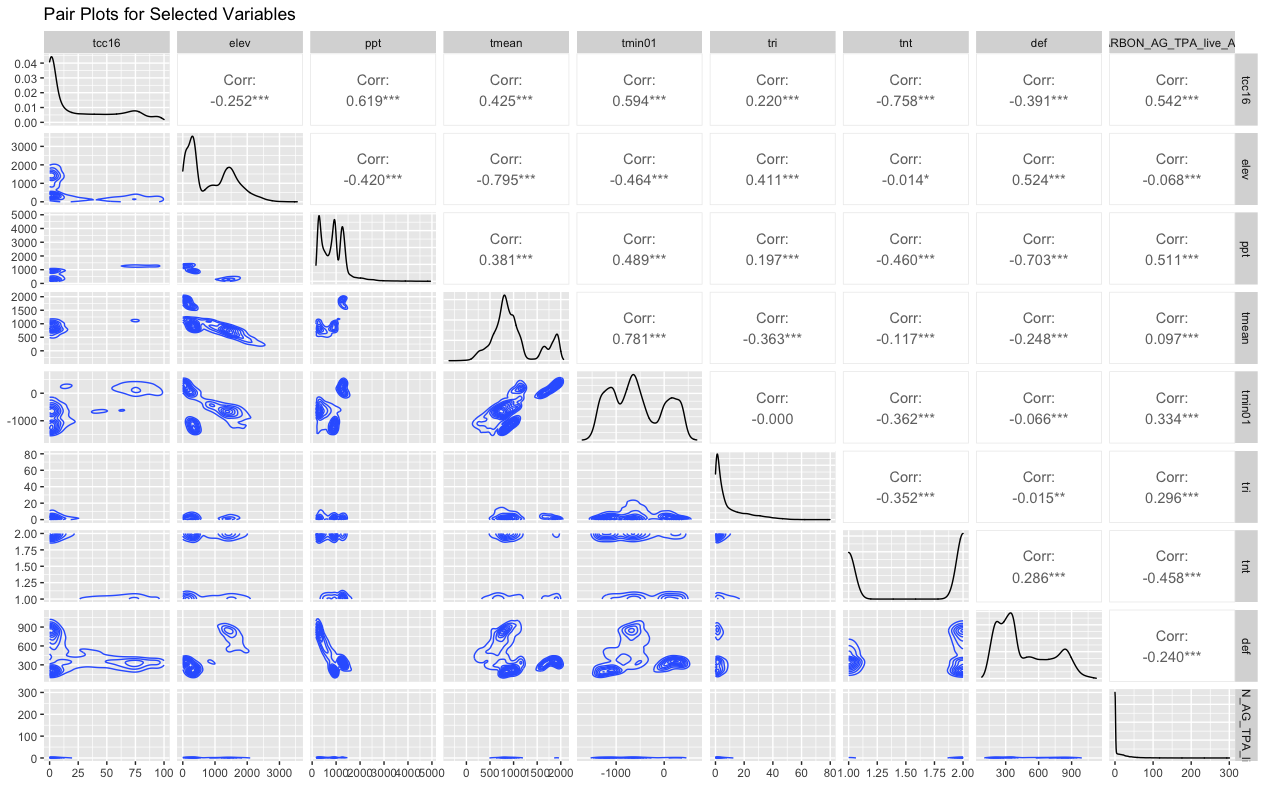 Pair Plots for Selected Variables
tcc16 elev ppt tmean tmin01 tri tnt def ARBON_AG_TPA_live_A
0.04
0.03
0.02
0.01
0.00
Corr: Corr: Corr: Corr: Corr: Corr: Corr: Corr:
-0.252*** 0.619*** 0.425*** 0.594*** 0.220*** -0.758*** -0.391*** 0.542***
tcc16
3000
2000
1000
0
Corr: Corr: Corr: Corr: Corr: Corr: Corr:
-0.420*** -0.795*** -0.464*** 0.411*** -0.014* 0.524*** -0.068***
elev
5000
4000
3000
2000
1000
0
Corr: Corr: Corr: Corr: Corr: Corr:
0.381*** 0.489*** 0.197*** -0.460*** -0.703*** 0.511***
ppt
2000
1500
1000
500
0
Corr: Corr: Corr: Corr: Corr:
0.781*** -0.363*** -0.117*** -0.248*** 0.097***
tmean
0
-1000
Corr: Corr: Corr: Corr:
-0.000 -0.362*** -0.066*** 0.334***
tmin01
80
60
40
20
0
Corr: Corr: Corr:
-0.352*** -0.015** 0.296***
tri
2.00
1.75
1.50
1.25
1.00
Corr: Corr:
0.286*** -0.458***
tnt
900
600
300
Corr:
-0.240***
def
300
200
100
0
N_AG_TPA_l
0 25 50 75 100 0 1000 2000 3000 0 1000 2000 3000 4000 5000 0 500 1000 1500 2000 -1000 0 0 20 40 60 80 1.00 1.25 1.50 1.75 2.00 300 600 900 0 100 200 300